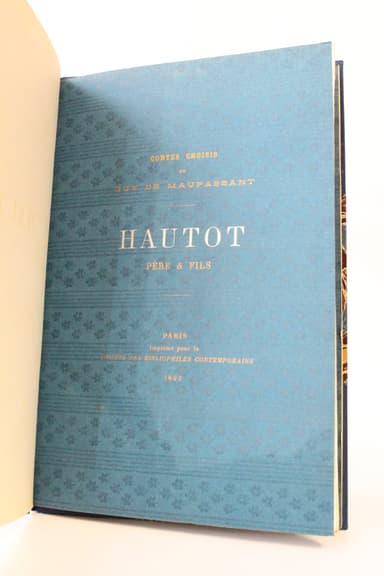 CONTES CHOISIS
DE
GUY DE MAUPASSANT
HAUTOT
PÈRE & FILS
PARIS
Imprimé pour la
SOCIÉTÉ DES BIBLIOPHILES CONTEMPORAINS